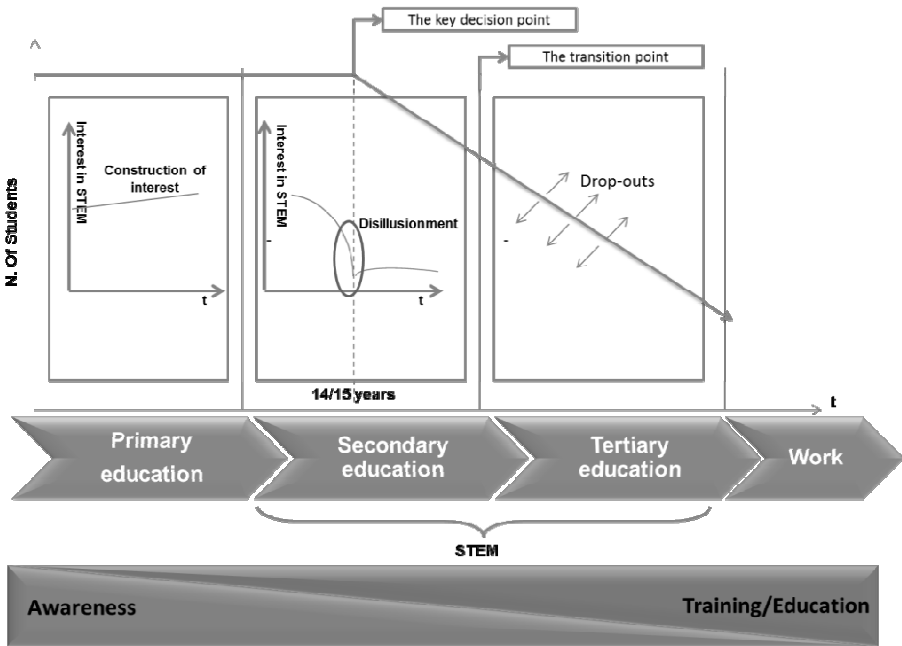 The key decision point
The transition point
N. Of Students
Interest in STEM
Construction of
interest
t
Interest in STEM
Disillusionment
t
Drop-outs
14/15 years
t
Primary
education
Secondary
education
Tertiary
education
Work
STEM
Awareness
Training/Education